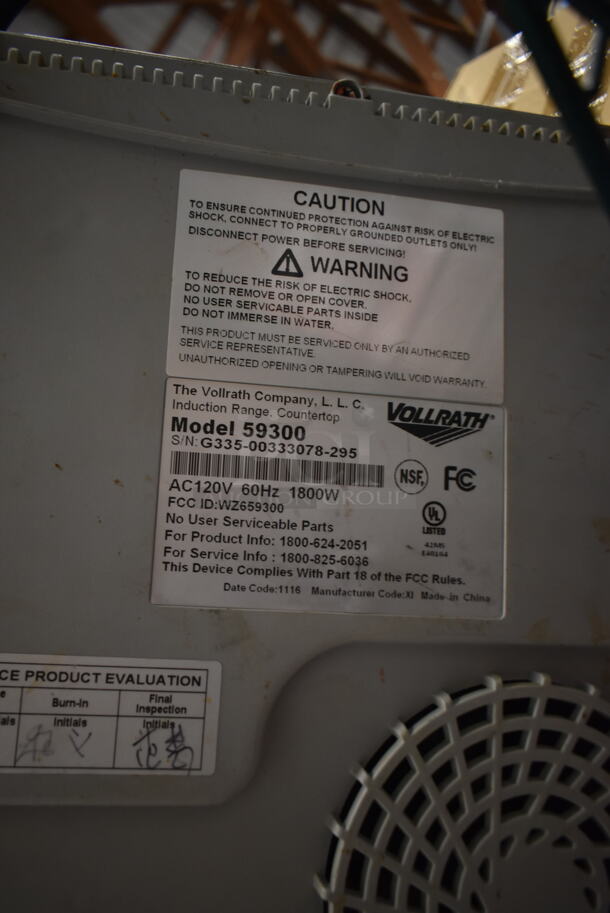 CAUTION
TO ENSURE CONTINUED PROTECTION AGAINST RISK OF ELECTRIC
SHOCK, CONNECT TO PROPERLY GROUNDED OUTLETS ONLY!
DISCONNECT POWER BEFORE SERVICING!
WARNING
TO REDUCE THE RISK OF ELECTRIC SHOCK,
DO NOT REMOVE OR OPEN COVER.
NO USER SERVICABLE PARTS INSIDE
DO NOT IMMERSE IN WATER.
THIS PRODUCT MUST BE SERVICED ONLY BY AN AUTHORIZED
SERVICE REPRESENTATIVE.
UNAUTHORIZED OPENING OR TAMPERING WILL VOID WARRANTY.
The Vollrath Company, L. L. C.
Induction Range, Countertop
VOLLRATH®
Model 59300
S/N: G335-00333078-295
NSF
FC
AC120V 60Hz 1800W
FCC ID:WZ659300
UL
LISTED
No User Serviceable Parts
For Product Info: 1800-624-2051
For Service Info : 1800-825-6036
This Device Complies With Part 18 of the FCC Rules.
Date Code:1116 Manufacturer Code:XI Made in China
CE PRODUCT EVALUATION
Burn-in
Final
Inspection
ials
Initials
Initials
GROUP